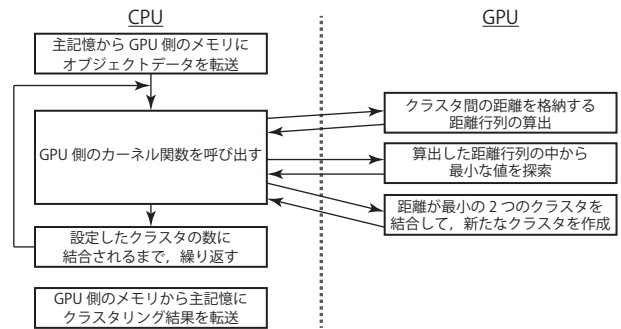 CPU
GPU
主記憶から GPU 側のメモリに
オブジェクトデータを転送
GPU 側のカーネル関数を呼び出す
クラスタ間の距離を格納する
距離行列の算出
算出した距離行列の中から
最小な値を探索
距離が最小の 2 つのクラスタを
結合して，新たなクラスタを作成
設定したクラスタの数に
結合されるまで，繰り返す
GPU 側のメモリから主記憶に
クラスタリング結果を転送